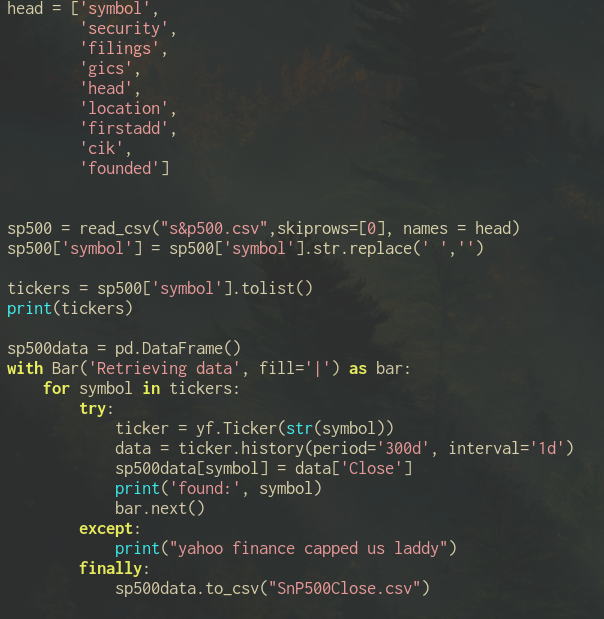 head = ['symbol',
        'security',
        'filings',
        'gics',
        'head',
        'location',
        'firstadd',
        'cik',
        'founded']
sp500 = read_csv("s&p500.csv",skiprows=[0], names = head)
sp500['symbol'] = sp500['symbol'].str.replace(' ','')
tickers = sp500['symbol'].tolist()
print(tickers)
sp500data = pd.DataFrame()
with Bar('Retrieving data', fill='|') as bar:
    for symbol in tickers:
        try:
            ticker = yf.Ticker(str(symbol))
            data = ticker.history(period='300d', interval='1d')
            sp500data[symbol] = data['Close']
            print('found:', symbol)
            bar.next()
        except:
            print("yahoo finance capped us laddy")
        finally:
            sp500data.to_csv("SnP500Close.csv")